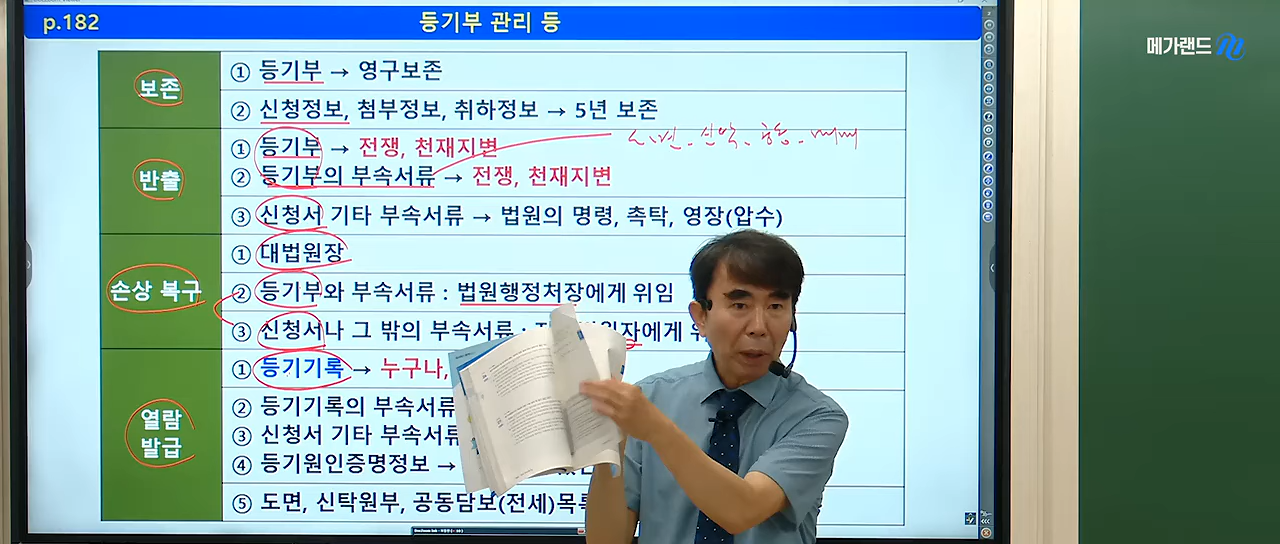 p.182
등기부 관리 등
메가랜드
보존
① 등기부 → 영구보존
② 신청정보, 첨부정보, 취하정보 → 5년 보존
반출
① 등기부 → 전쟁, 천재지변
② 등기부의 부속서류 → 전쟁, 천재지변
③ 신청서 기타 부속서류 → 법원의 명령, 촉탁, 영장(압수)
손상 복구
① 대법원장
② 등기부와 부속서류 : 법원행정처장에게 위임
③ 신청서나 그 밖의 부속서류 :
열람
발급
① 등기기록 → 누구나,
② 등기기록의 부속서류
③ 신청서 기타 부속서류
④ 등기원인증명정보 →
⑤ 도면, 신탁원부, 공동담보(전세)목록